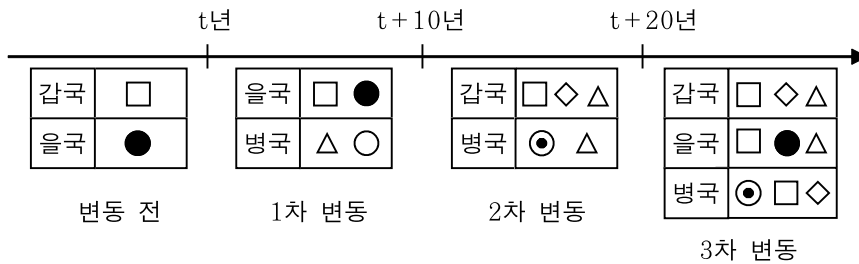 t년 t+10년 t+20년
갑국 □
을국 ●
변동 전
을국 □ ●
병국 △ ○
1차 변동
갑국 □ ◇ △
병국 ◉ △
2차 변동
갑국 □ ◇ △
을국 □ ● △
병국 ◉ □ ◇
3차 변동